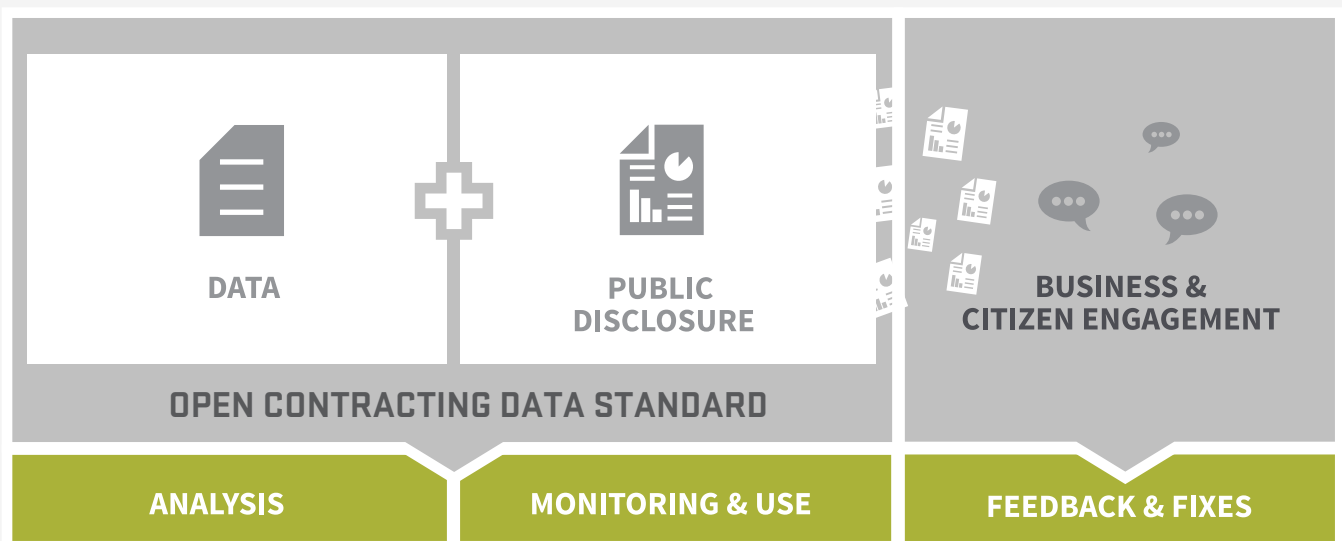 DATA
PUBLIC
DISCLOSURE
BUSINESS &
CITIZEN ENGAGEMENT
OPEN CONTRACTING DATA STANDARD
ANALYSIS
MONITORING & USE
FEEDBACK & FIXES